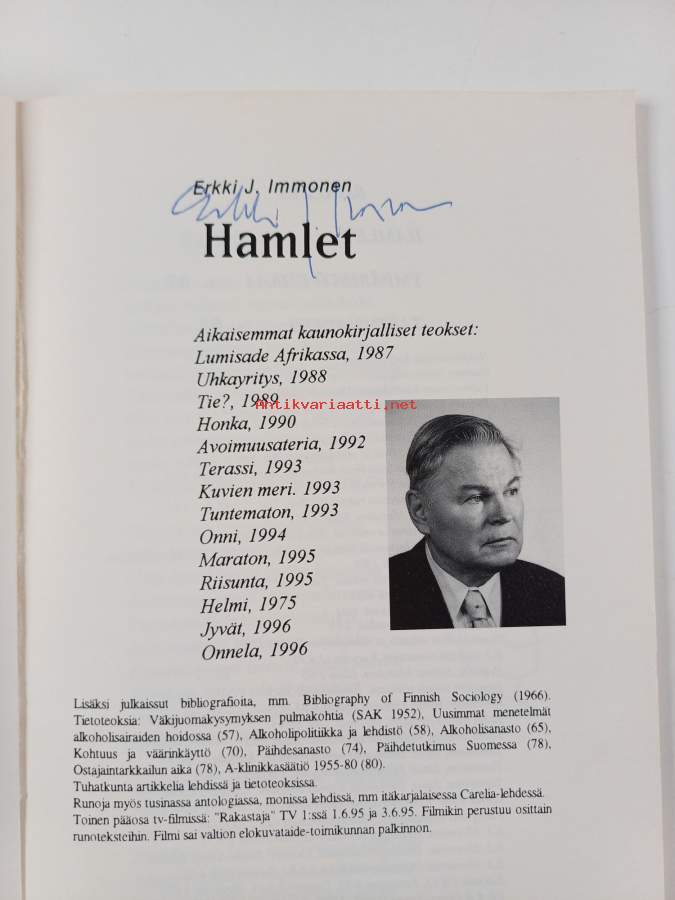 Erkki J. Immonen
Erkki J. Immonen
Hamlet
Aikaisemmat kaunokirjalliset teokset:
Lumisade Afrikassa, 1987
Uhkayritys, 1988
Tie?, 1989
Antikvariaatti.net
Honka, 1990
Avoimuusateria, 1992
Terassi, 1993
Kuvien meri. 1993
Tuntematon, 1993
Onni, 1994
Maraton, 1995
Riisunta, 1995
Helmi, 1975
Jyvät, 1996
Onnela, 1996
Lisäksi julkaissut bibliografioita, mm. Bibliography of Finnish Sociology (1966).
Tietoteoksia: Väkijuomakysymyksen pulmakohtia (SAK 1952), Uusimmat menetelmät
alkoholisairaiden hoidossa (57), Alkoholipolitiikka ja lehdistö (58), Alkoholisanasto (65),
Kohtuus ja väärinkäyttö (70), Päihdesanasto (74), Päihdetutkimus Suomessa (78),
Ostajaintarkkailun aika (78), A-klinikkasäätiö 1955-80 (80).
Tuhatkunta artikkelia lehdissä ja tietoteoksissa.
Runoja myös tusinassa antologiassa, monissa lehdissä, mm itäkarjalaisessa Carelia-lehdessä.
Toinen pääosa tv-filmissä: "Rakastaja" TV 1:ssä 1.6.95 ja 3.6.95. Filmikin perustuu osittain
runoteksteihin. Filmi sai valtion elokuvataide-toimikunnan palkinnon.